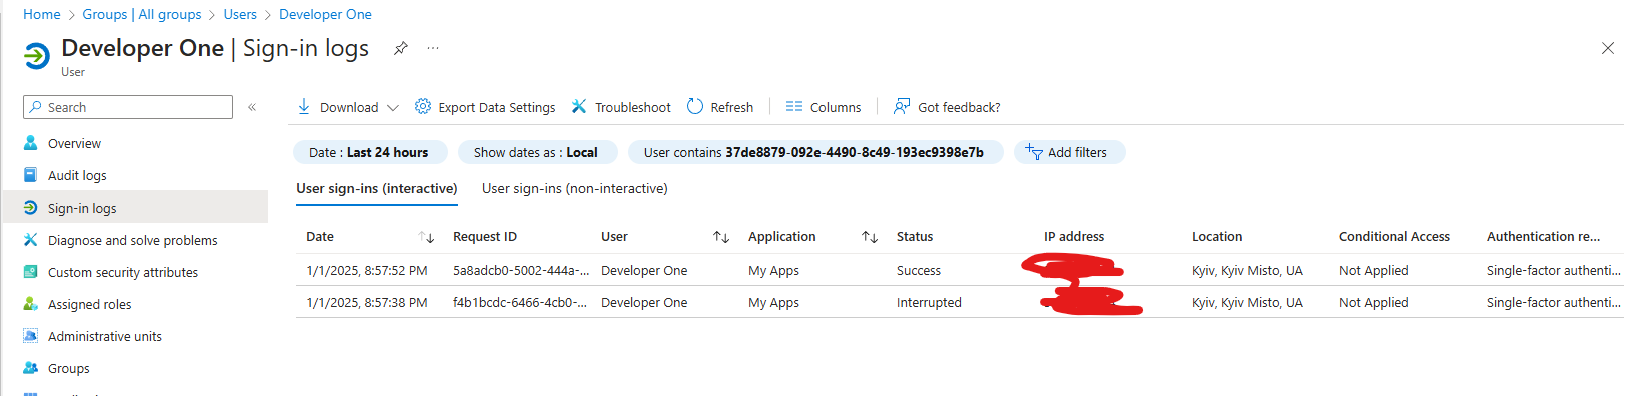 Home > Groups | All groups > Users > Developer One
Developer One | Sign-in logs ...
User
Search «
Download Export Data Settings Troubleshoot Refresh Columns Got feedback?
Overview
Audit logs
Sign-in logs
Diagnose and solve problems
Custom security attributes
Assigned roles
Administrative units
Groups
Date : Last 24 hours Show dates as : Local User contains 37de8879-092e-4490-8c49-193ec9398e7b Add filters
User sign-ins (interactive) User sign-ins (non-interactive)
Date Request ID User Application Status IP address Location Conditional Access Authentication re...
1/1/2025, 8:57:52 PM 5a8adcb0-5002-444a-... Developer One My Apps Success Kyiv, Kyiv Misto, UA Not Applied Single-factor authenti...
1/1/2025, 8:57:38 PM f4b1bcdc-6466-4cb0-... Developer One My Apps Interrupted Kyiv, Kyiv Misto, UA Not Applied Single-factor authenti...